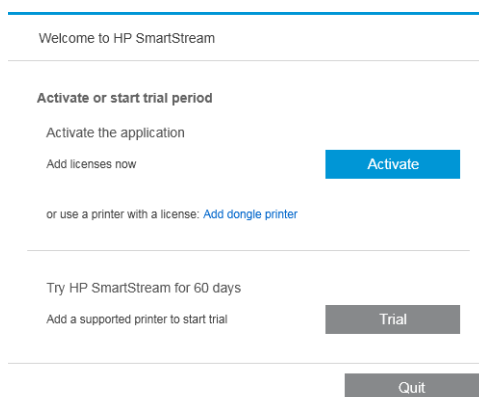 Welcome to HP SmartStream
Activate or start trial period
Activate the application
Add licenses now
Activate
or use a printer with a license: Add dongle printer
Try HP SmartStream for 60 days
Add a supported printer to start trial
Trial
Quit